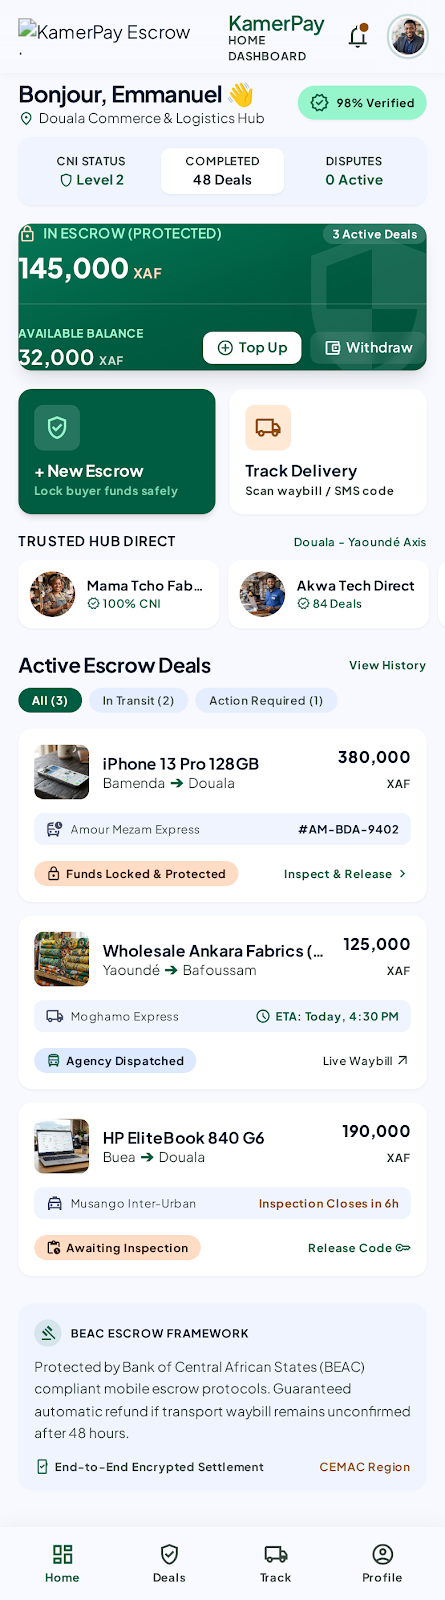 KamerPay Escrow
.
KamerPay
HOME
DASHBOARD
Bonjour, Emmanuel 👋
Douala Commerce & Logistics Hub
98% Verified
CNI STATUS
Level 2
COMPLETED
48 Deals
DISPUTES
0 Active
IN ESCROW (PROTECTED)
3 Active Deals
145,000 XAF
AVAILABLE BALANCE
32,000 XAF
Top Up
Withdraw
+ New Escrow
Lock buyer funds safely
Track Delivery
Scan waybill / SMS code
TRUSTED HUB DIRECT
Douala - Yaoundé Axis
Mama Tcho Fab...
100% CNI
Akwa Tech Direct
84 Deals
Active Escrow Deals
View History
All (3)
In Transit (2)
Action Required (1)
iPhone 13 Pro 128GB
380,000
Bamenda ➔ Douala
XAF
Amour Mezam Express
#AM-BDA-9402
Funds Locked & Protected
Inspect & Release
Wholesale Ankara Fabrics (...
125,000
Yaoundé ➔ Bafoussam
XAF
Moghamo Express
ETA: Today, 4:30 PM
Agency Dispatched
Live Waybill
HP EliteBook 840 G6
190,000
Buea ➔ Douala
XAF
Musango Inter-Urban
Inspection Closes in 6h
Awaiting Inspection
Release Code
BEAC ESCROW FRAMEWORK
Protected by Bank of Central African States (BEAC)
compliant mobile escrow protocols. Guaranteed
automatic refund if transport waybill remains unconfirmed
after 48 hours.
End-to-End Encrypted Settlement
CEMAC Region
Home
Deals
Track
Profile